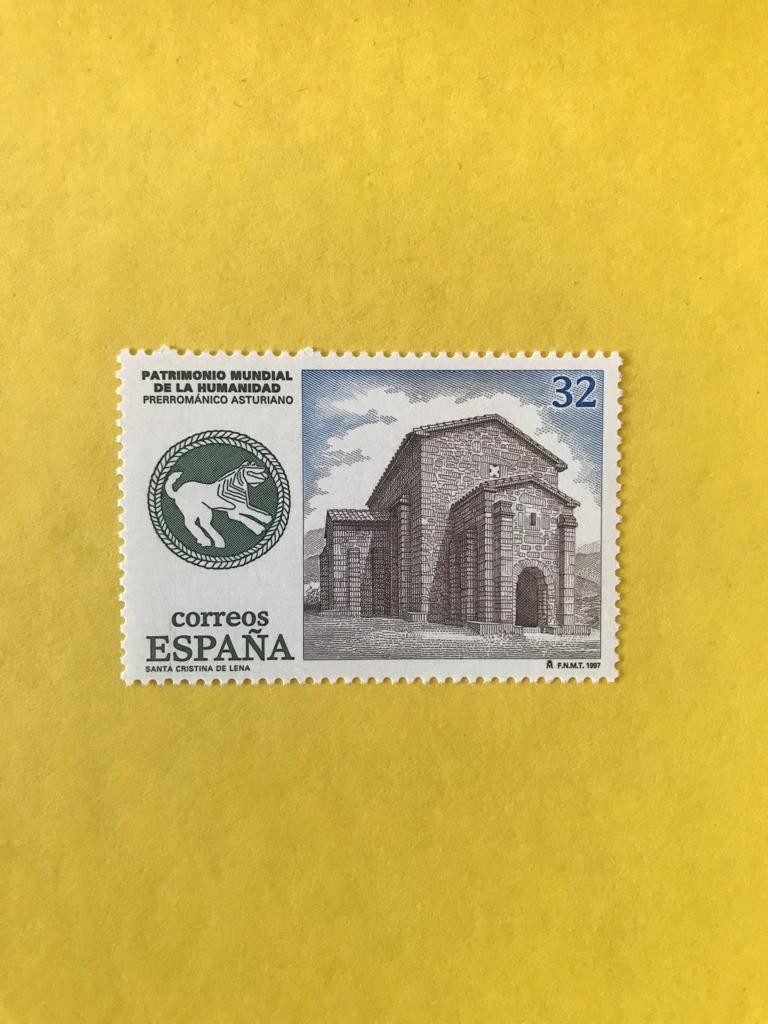 PATRIMONIO MUNDIAL
DE LA HUMANIDAD
PRERROMÁNICO ASTURIANO
32
correos
ESPAÑA
SANTA CRISTINA DE LENA
F.N.M.T. 1997